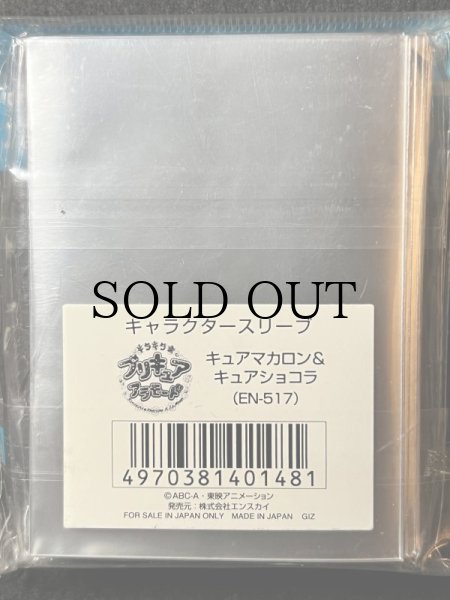 SOLD OUT
キャラクタースリーブ
キラキラ☆
プリキュア
アラモード
キュアマカロン&
キュアショコラ
(EN-517)
4970381401481
©ABC-A・東映アニメーション
発売元：株式会社エンスカイ
FOR SALE IN JAPAN ONLY MADE IN JAPAN GIZ